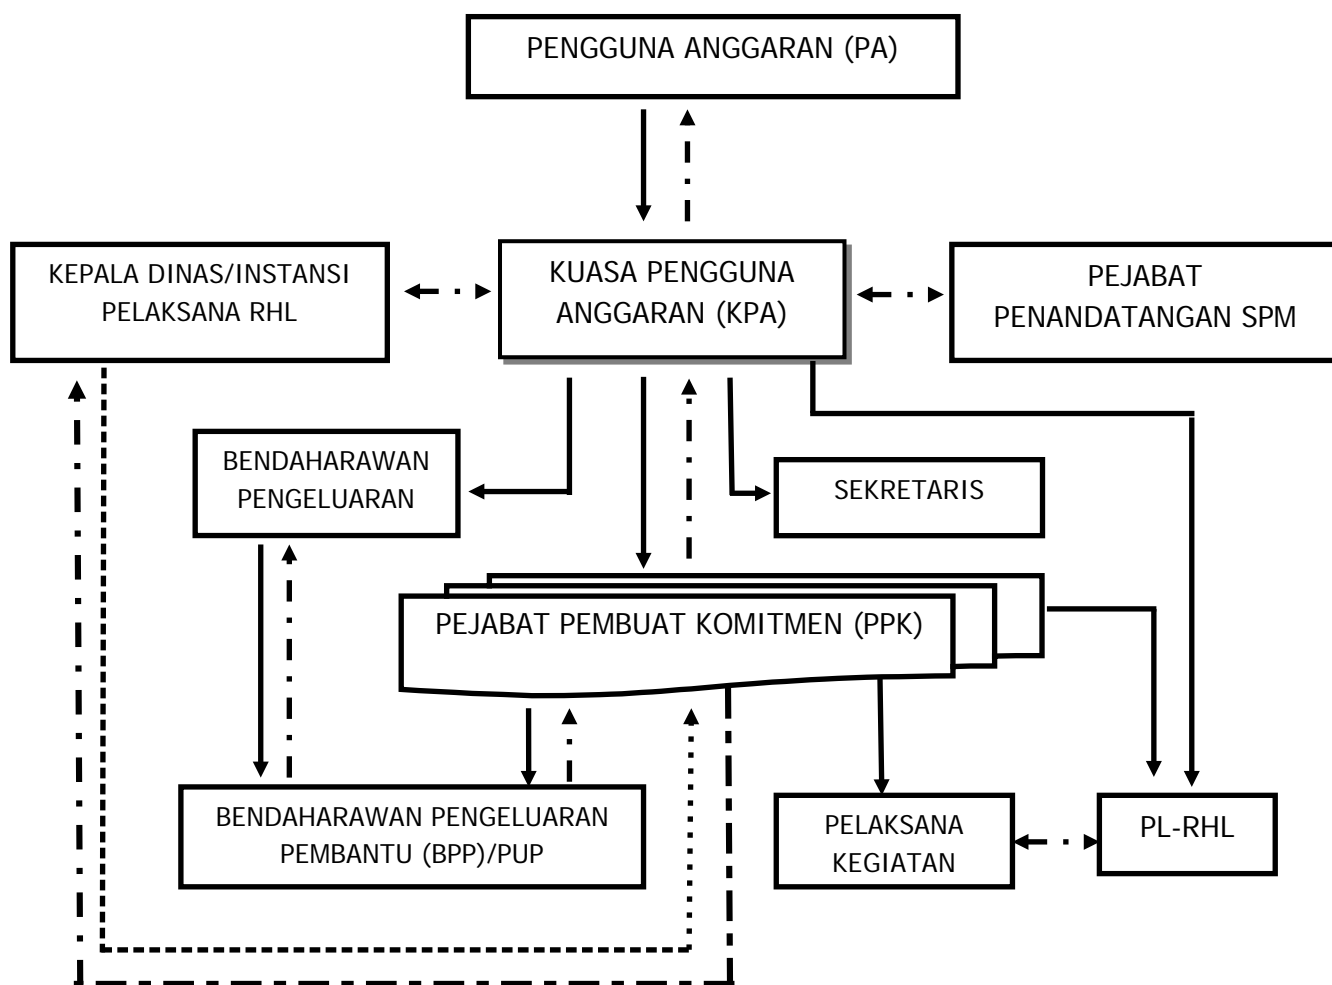 PENGGUNA ANGGARAN (PA)
KEPALA DINAS/INSTANSI
PELAKSANA RHL
KUASA PENGGUNA
ANGGARAN (KPA)
PEJABAT
PENANDATANGAN SPM
BENDAHARAWAN
PENGELUARAN
SEKRETARIS
PEJABAT PEMBUAT KOMITMEN (PPK)
BENDAHARAWAN PENGELUARAN
PEMBANTU (BPP)/PUP
PELAKSANA
KEGIATAN
PL-RHL